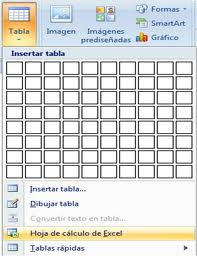 Tabla
Imagen
Imágenes
prediseñadas
Formas
SmartArt
Gráfico
Insertar tabla
Insertar tabla...
Dibujar tabla
Convertir texto en tabla...
Hoja de cálculo de Excel
Tablas rápidas